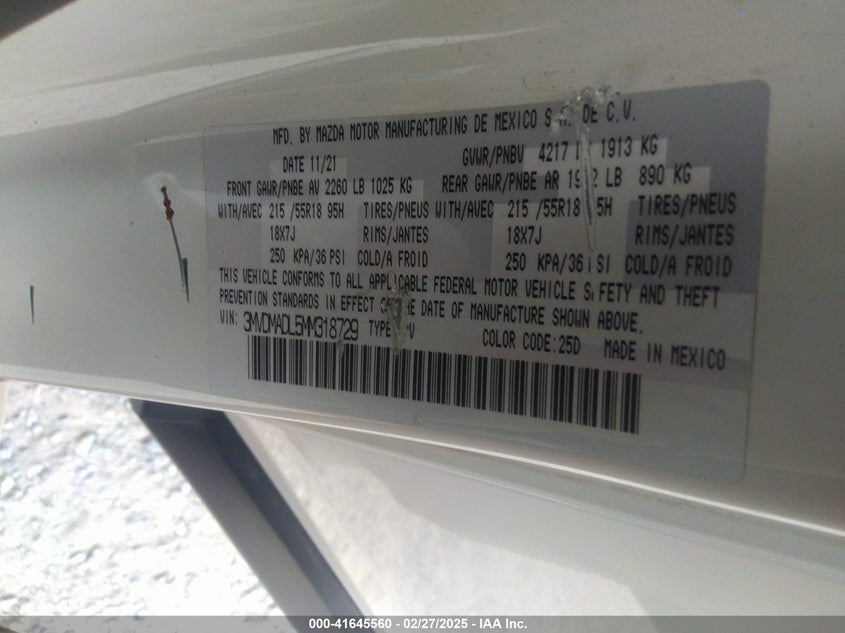 MFD. BY MAZDA MOTOR MANUFACTURING DE MEXICO S.A. DE C.V.
DATE 11/21 GVWR/PNBV 4217 1913 KG
FRONT GAWR/PNBE AV 2260 LB 1025 KG REAR GAWR/PNBE AR LB 890 KG
WITH/AVEC 215 /55R18 95H TIRES/PNEUS WITH/AVEC 215 /55R18 95H TIRES/PNEUS
18X7J RIMS/JANTES 18X7J RIMS/JANTES
250 KPA/36 PSI COLD/A FROID 250 KPA/36 PSI COLD/A FROID
THIS VEHICLE CONFORMS TO ALL APPLICABLE FEDERAL MOTOR VEHICLE SAFETY AND THEFT
PREVENTION STANDARDS IN EFFECT ON THE DATE OF MANUFACTURE SHOWN ABOVE.
VIN: 3MVDMADL5MM318729 TYPE COLOR CODE:25D MADE IN MEXICO
000-41645560 - 02/27/2025 - IAA Inc.